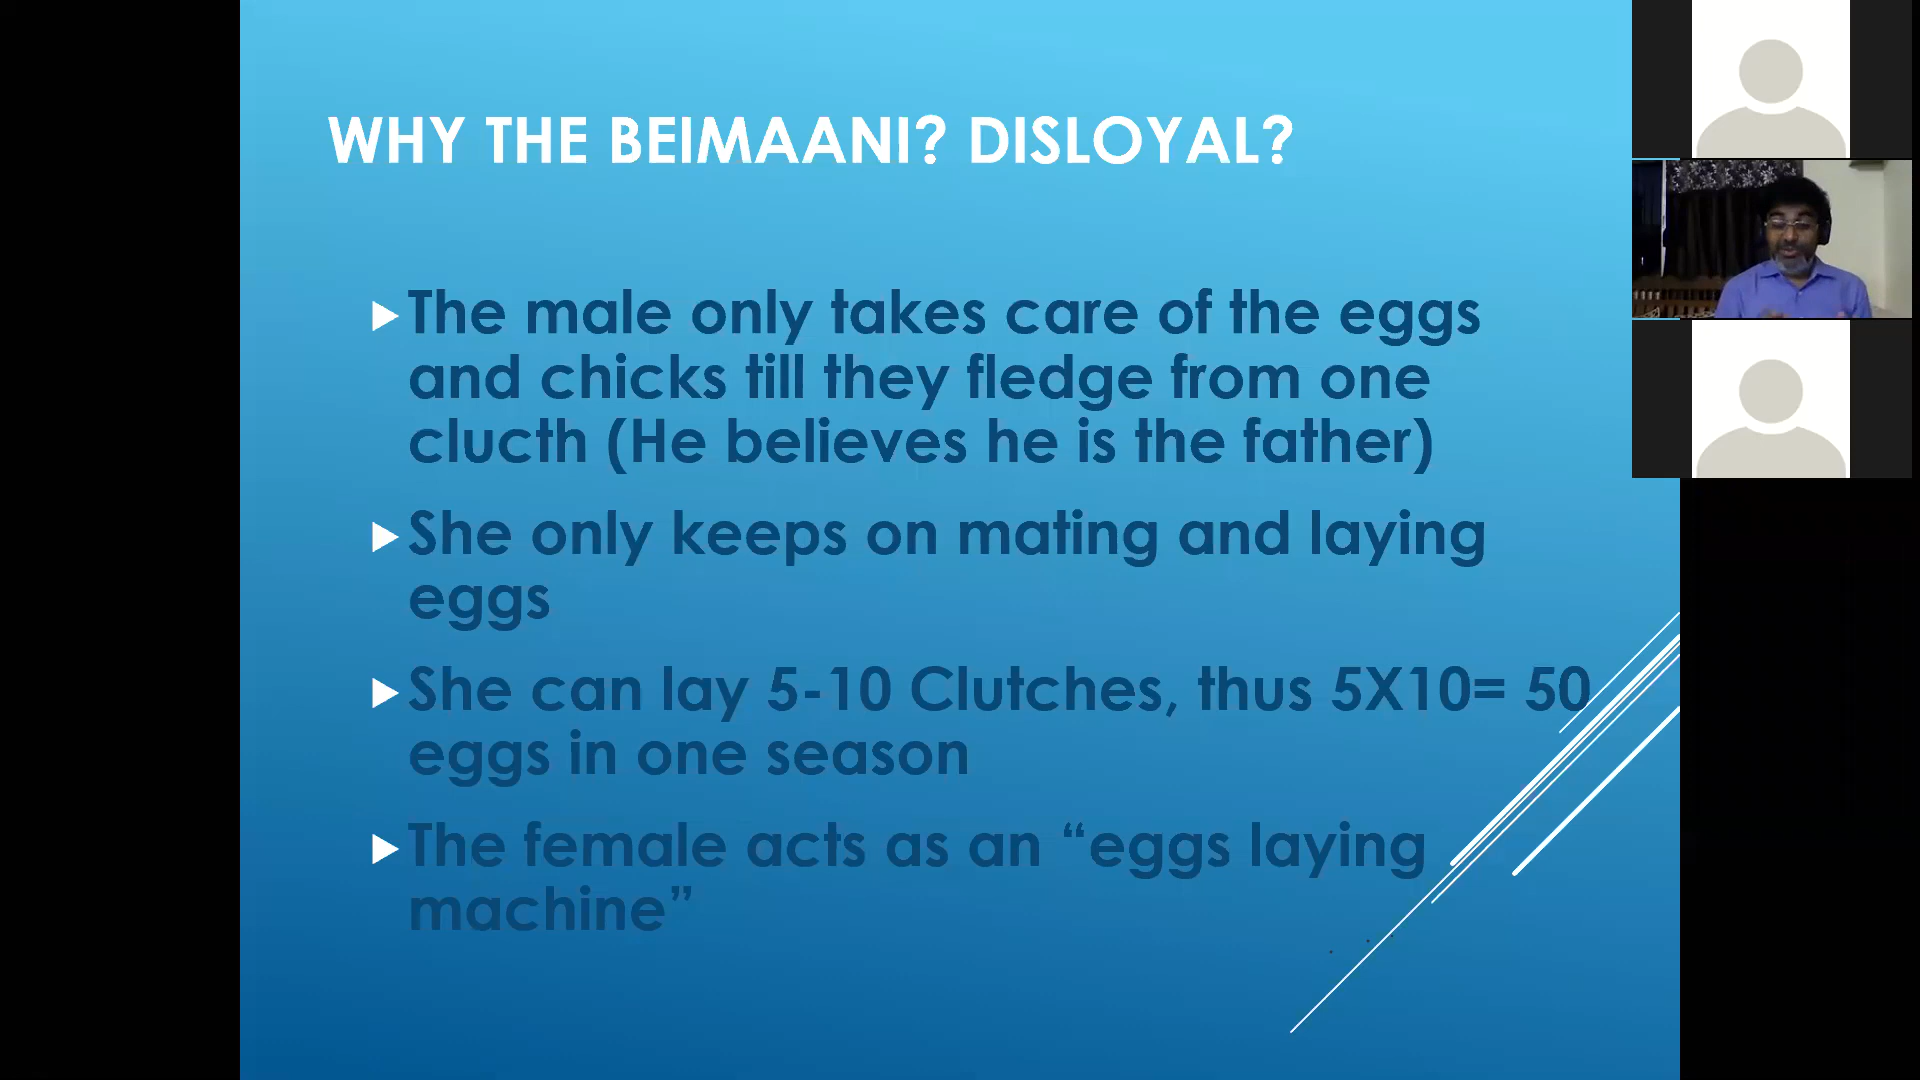 WHY THE BEIMAANI? DISLOYAL?
The male only takes care of the eggs
and chicks till they fledge from one
clucth (He believes he is the father)
She only keeps on mating and laying
eggs
She can lay 5-10 Clutches, thus 5X10= 50
eggs in one season
The female acts as an “eggs laying
machine”